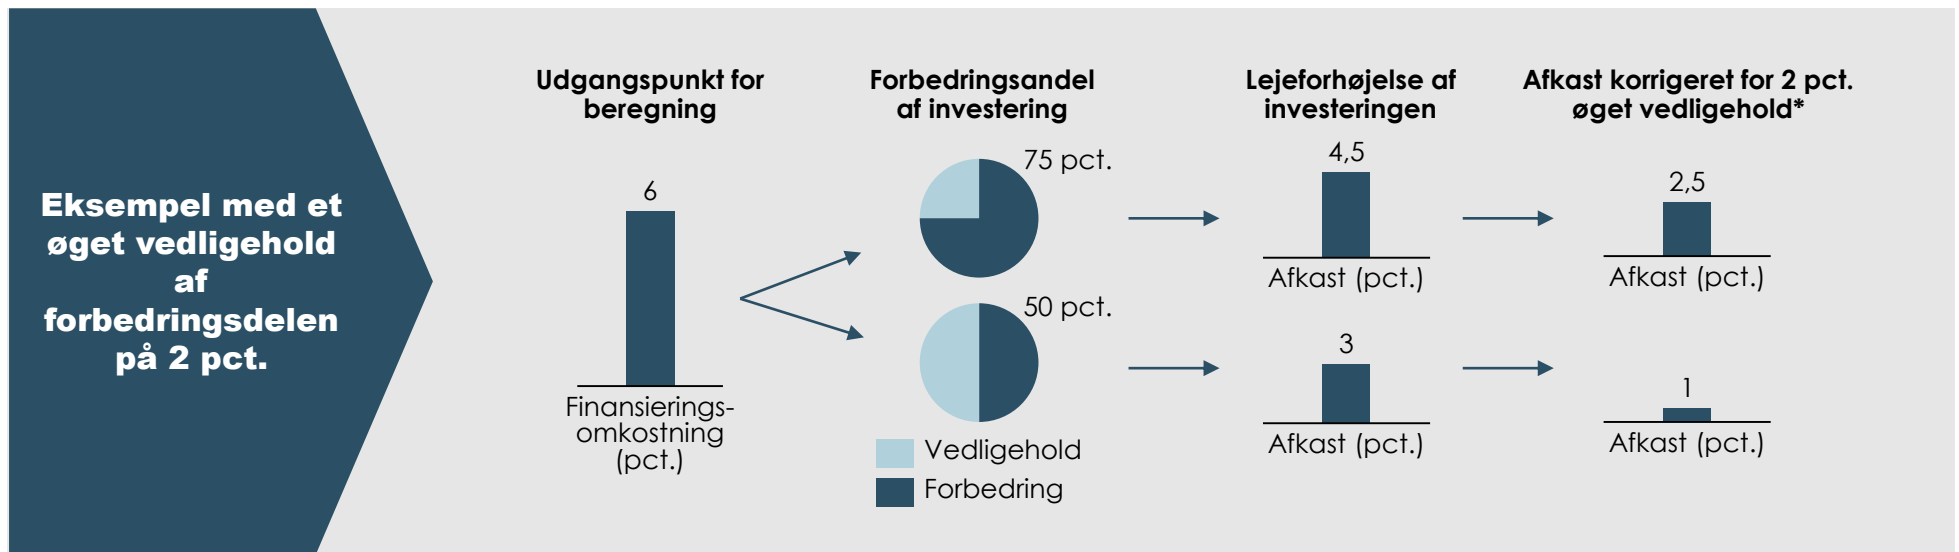 Eksempel med et
øget vedligehold
af
forbedringsdelen
på 2 pct.
Udgangspunkt for
beregning
6
Finansierings-
omkostning
(pct.)
Forbedringsandel
af investering
75 pct.
50 pct.
Vedligehold
Forbedring
Lejeforhøjelse af
investeringen
4,5
Afkast (pct.)
3
Afkast (pct.)
Afkast korrigeret for 2 pct.
øget vedligehold*
2,5
Afkast (pct.)
1
Afkast (pct.)